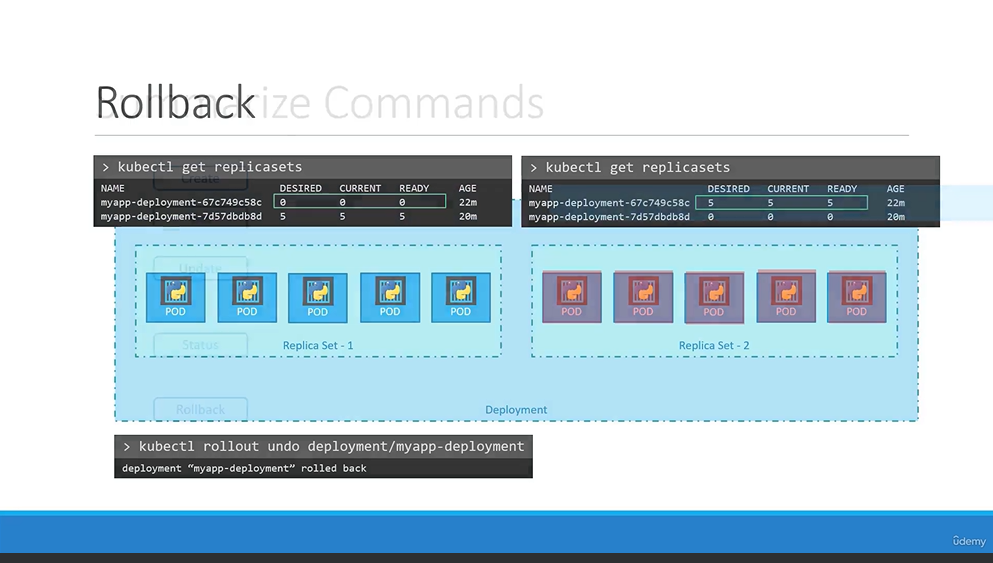 Rollback
Summarize Commands
> kubectl get replicasets
NAME DESIRED CURRENT READY AGE
myapp-deployment-67c749c58c 0 0 0 22m
myapp-deployment-7d57dbdb8d 5 5 5 20m
> kubectl get replicasets
NAME DESIRED CURRENT READY AGE
myapp-deployment-67c749c58c 5 5 5 22m
myapp-deployment-7d57dbdb8d 0 0 0 20m
Create
Update
POD POD POD POD POD
POD POD POD POD POD
Status
Replica Set - 1
Replica Set - 2
Rollback
Deployment
> kubectl rollout undo deployment/myapp-deployment
deployment “myapp-deployment” rolled back
ûdemy